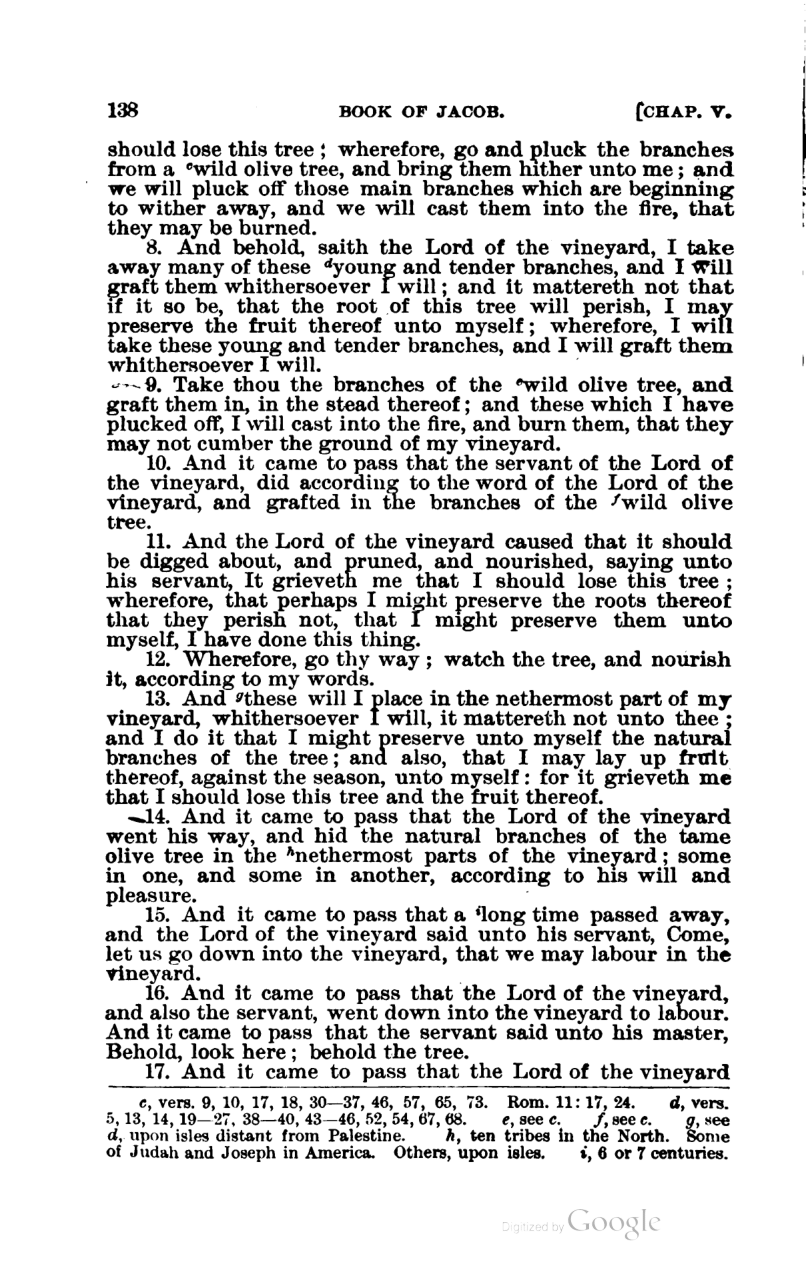 138 BOOK OF JACOB. [CHAP. V.
should lose this tree; wherefore, go and pluck the branches
from a ᶜwild olive tree, and bring them hither unto me; and
we will pluck off those main branches which are beginning
to wither away, and we will cast them into the fire, that
they may be burned.
8. And behold, saith the Lord of the vineyard, I take
away many of these ᵈyoung and tender branches, and I will
graft them whithersoever I will; and it mattereth not that
if it so be, that the root of this tree will perish, I may
preserve the fruit thereof unto myself; wherefore, I will
take these young and tender branches, and I will graft them
whithersoever I will.
9. Take thou the branches of the ᵉwild olive tree, and
graft them in, in the stead thereof; and these which I have
plucked off, I will cast into the fire, and burn them, that they
may not cumber the ground of my vineyard.
10. And it came to pass that the servant of the Lord of
the vineyard, did according to the word of the Lord of the
vineyard, and grafted in the branches of the ᶠwild olive
tree.
11. And the Lord of the vineyard caused that it should
be digged about, and pruned, and nourished, saying unto
his servant, It grieveth me that I should lose this tree;
wherefore, that perhaps I might preserve the roots thereof
that they perish not, that I might preserve them unto
myself, I have done this thing.
12. Wherefore, go thy way; watch the tree, and nourish
it, according to my words.
13. And ᵍthese will I place in the nethermost part of my
vineyard, whithersoever I will, it mattereth not unto thee;
and I do it that I might preserve unto myself the natural
branches of the tree; and also, that I may lay up fruit
thereof, against the season, unto myself: for it grieveth me
that I should lose this tree and the fruit thereof.
14. And it came to pass that the Lord of the vineyard
went his way, and hid the natural branches of the tame
olive tree in the ʰnethermost parts of the vineyard; some
in one, and some in another, according to his will and
pleasure.
15. And it came to pass that a ⁱlong time passed away,
and the Lord of the vineyard said unto his servant, Come,
let us go down into the vineyard, that we may labour in the
vineyard.
16. And it came to pass that the Lord of the vineyard,
and also the servant, went down into the vineyard to labour.
And it came to pass that the servant said unto his master,
Behold, look here; behold the tree.
17. And it came to pass that the Lord of the vineyard
c, vers. 9, 10, 17, 18, 30—37, 46, 57, 65, 73. Rom. 11: 17, 24. d, vers.
5, 13, 14, 19—27, 38—40, 43—46, 52, 54, 67, 68. e, see c. f, see c. g, see
d, upon isles distant from Palestine. h, ten tribes in the North. Some
of Judah and Joseph in America. Others, upon isles. i, 6 or 7 centuries.
Digitized by Google